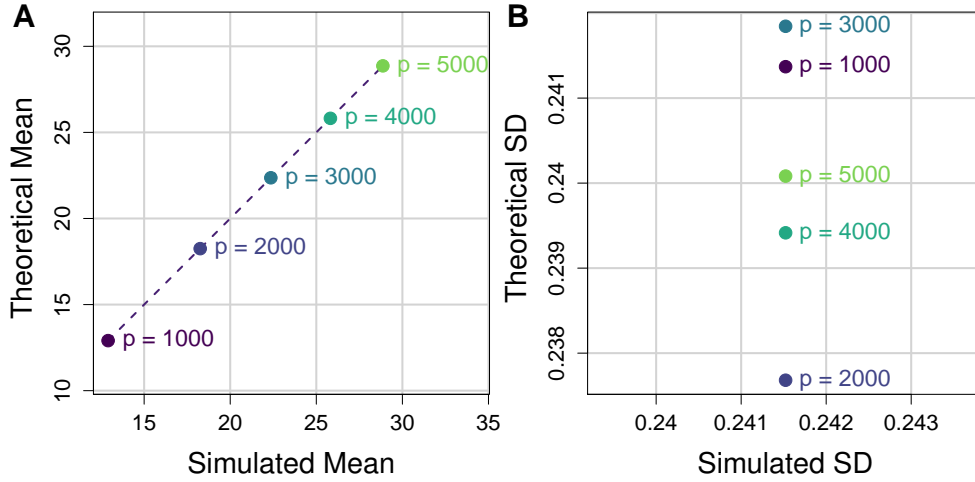 A
Theoretical Mean
30
25
20
15
10
p = 5000
p = 4000
p = 3000
p = 2000
p = 1000
15 20 25 30 35
Simulated Mean
B
Theoretical SD
0.241
0.24
0.239
0.238
p = 3000
p = 1000
p = 5000
p = 4000
p = 2000
0.24 0.241 0.242 0.243
Simulated SD